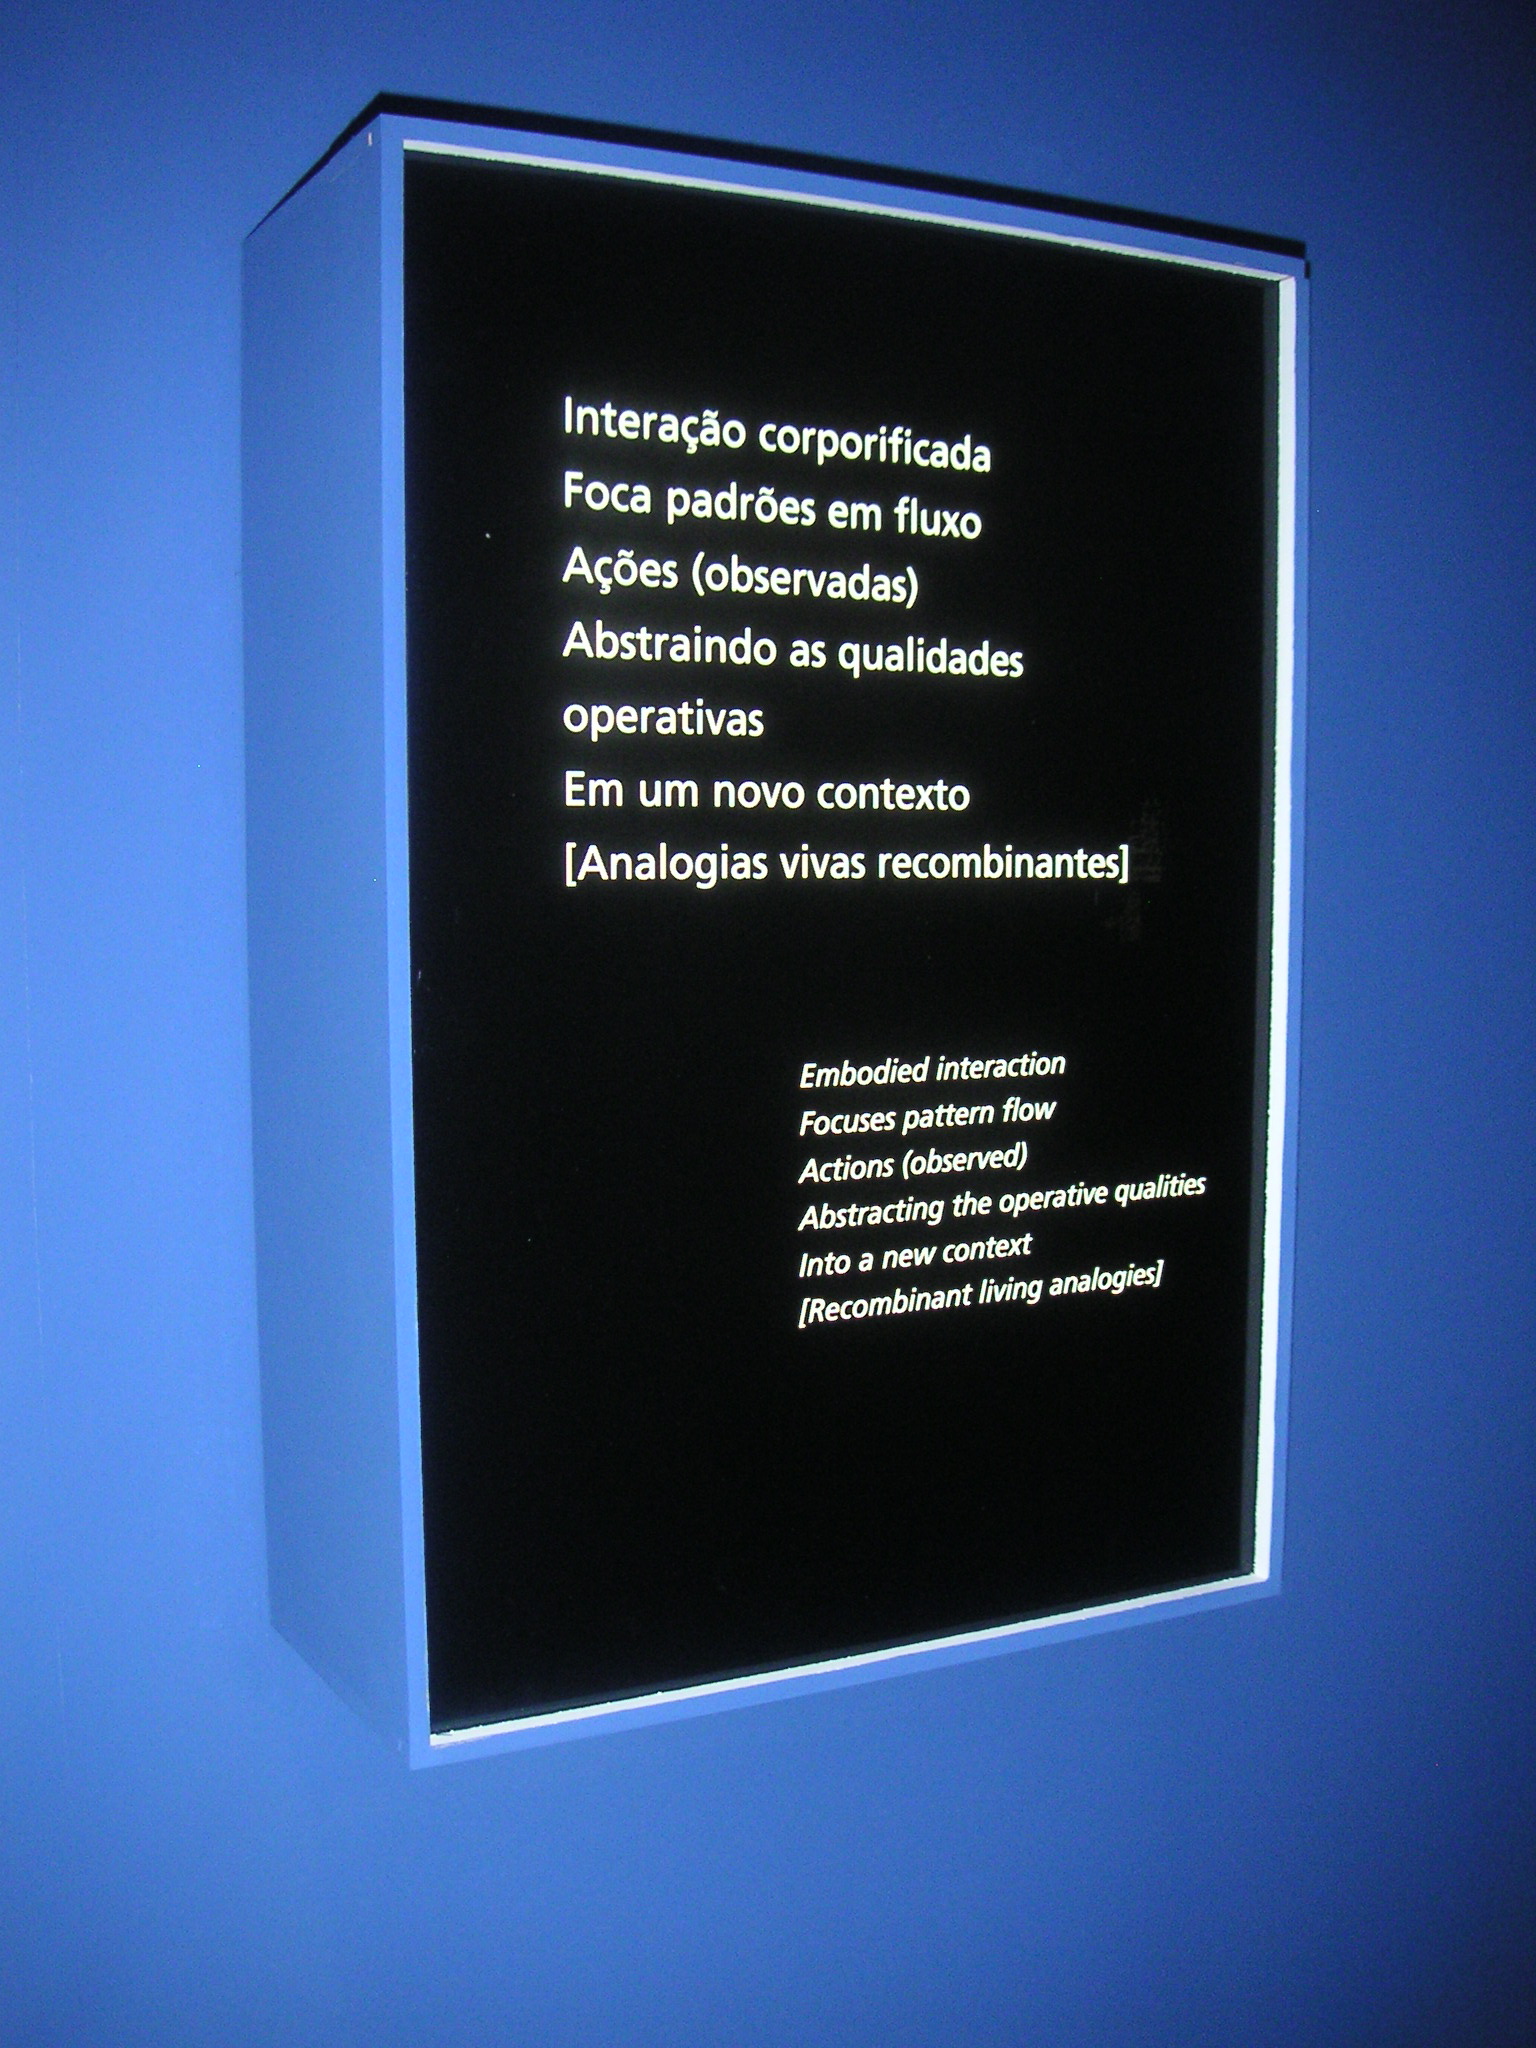 Interação corporificada
Foca padrões em fluxo
Ações (observadas)
Abstraindo as qualidades
operativas
Em um novo contexto
[Analogias vivas recombinantes]
Embodied interaction
Focuses pattern flow
Actions (observed)
Abstracting the operative qualities
Into a new context
[Recombinant living analogies]